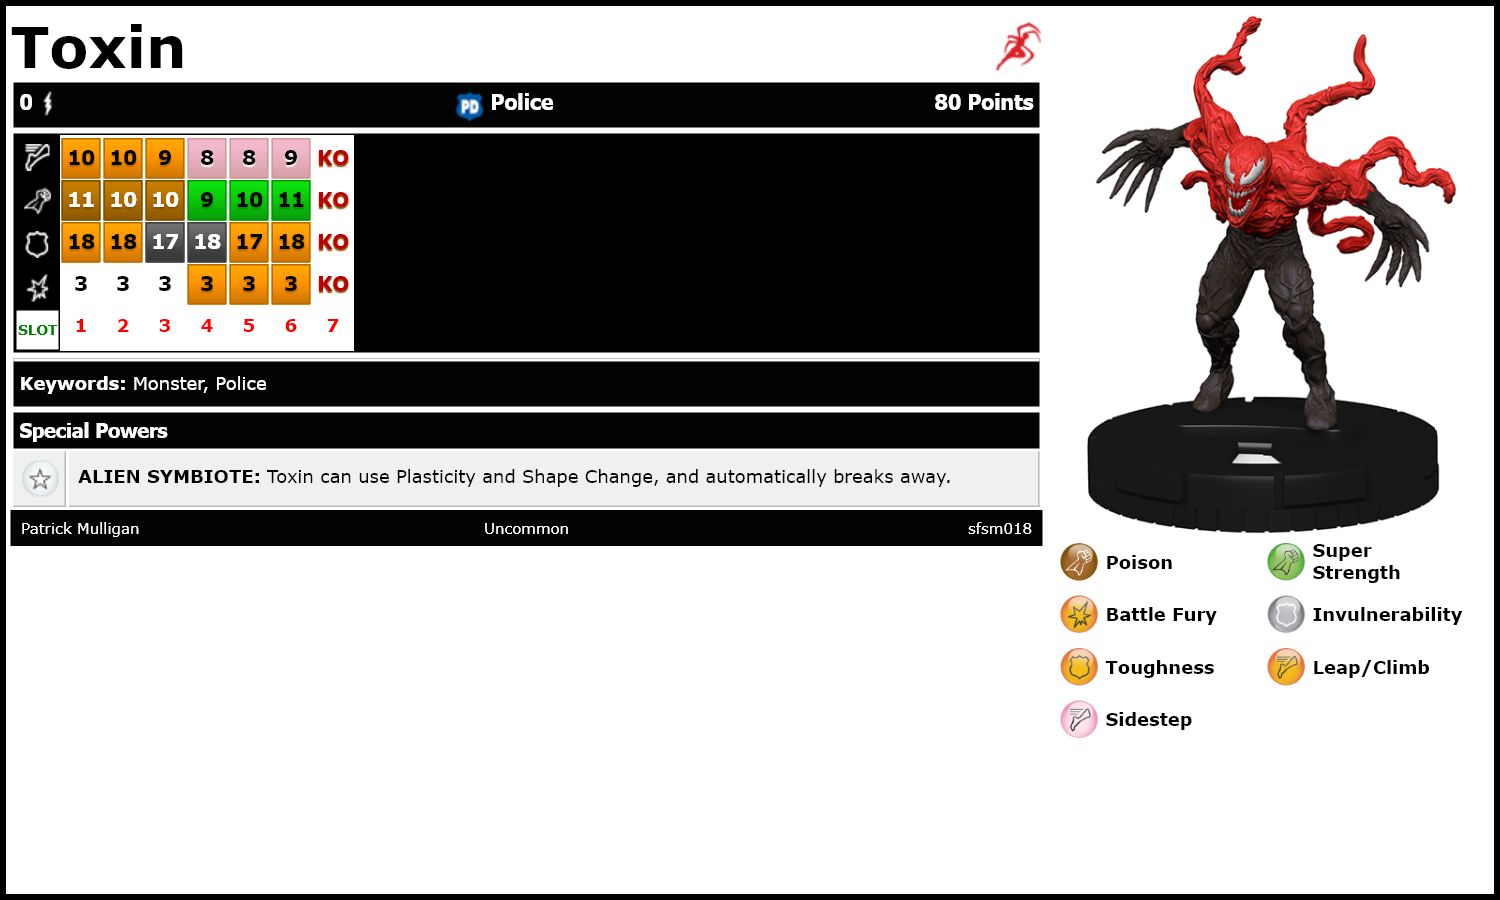 Toxin
0 PD Police 80 Points
10 10 9 8 8 9 KO
11 10 10 9 10 11 KO
18 18 17 18 17 18 KO
3 3 3 3 3 3 KO
SLOT 1 2 3 4 5 6 7
Keywords: Monster, Police
Special Powers
ALIEN SYMBIOTE: Toxin can use Plasticity and Shape Change, and automatically breaks away.
Patrick Mulligan Uncommon sfsm018
Poison
Super
Strength
Battle Fury
Invulnerability
Toughness
Leap/Climb
Sidestep